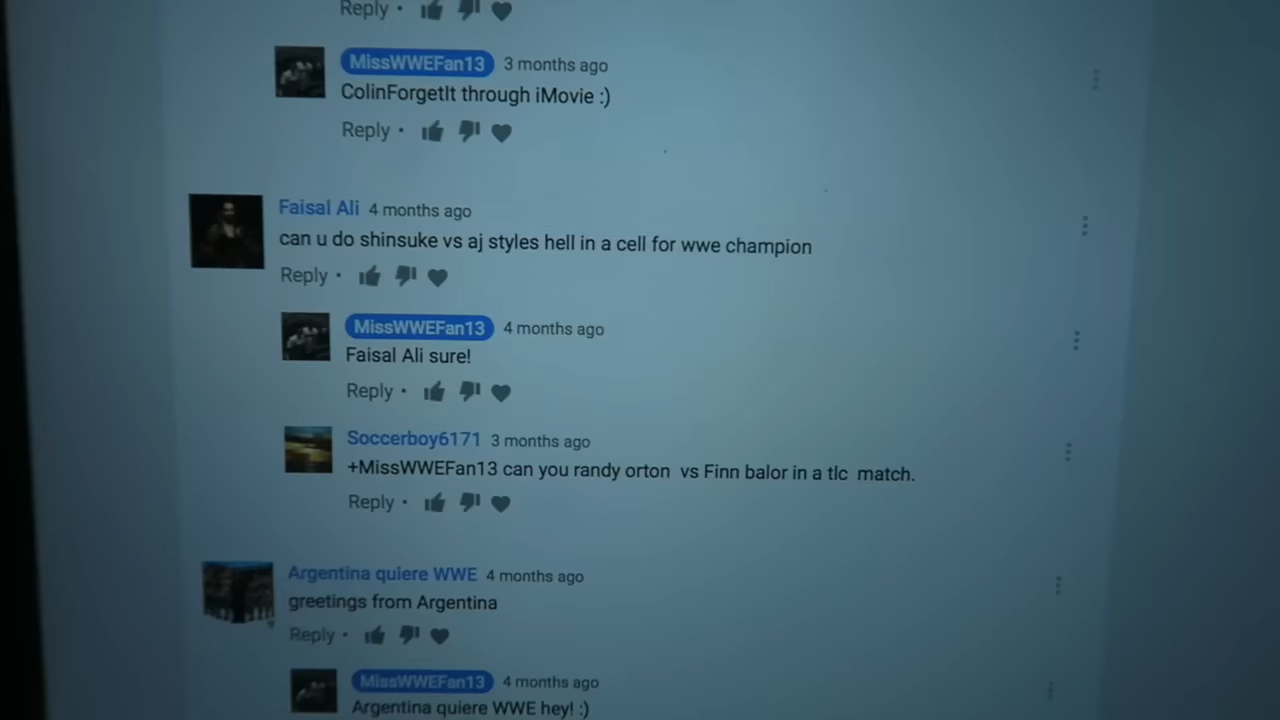 Reply •
MissWWEFan13 3 months ago
ColinForgetIt through iMovie :)
Reply •
Faisal Ali 4 months ago
can u do shinsuke vs aj styles hell in a cell for wwe champion
Reply •
MissWWEFan13 4 months ago
Faisal Ali sure!
Reply •
Soccerboy6171 3 months ago
+MissWWEFan13 can you randy orton vs Finn balor in a tlc match.
Reply •
Argentina quiere WWE 4 months ago
greetings from Argentina
Reply •
MissWWEFan13 4 months ago
Argentina quiere WWE hey! :)